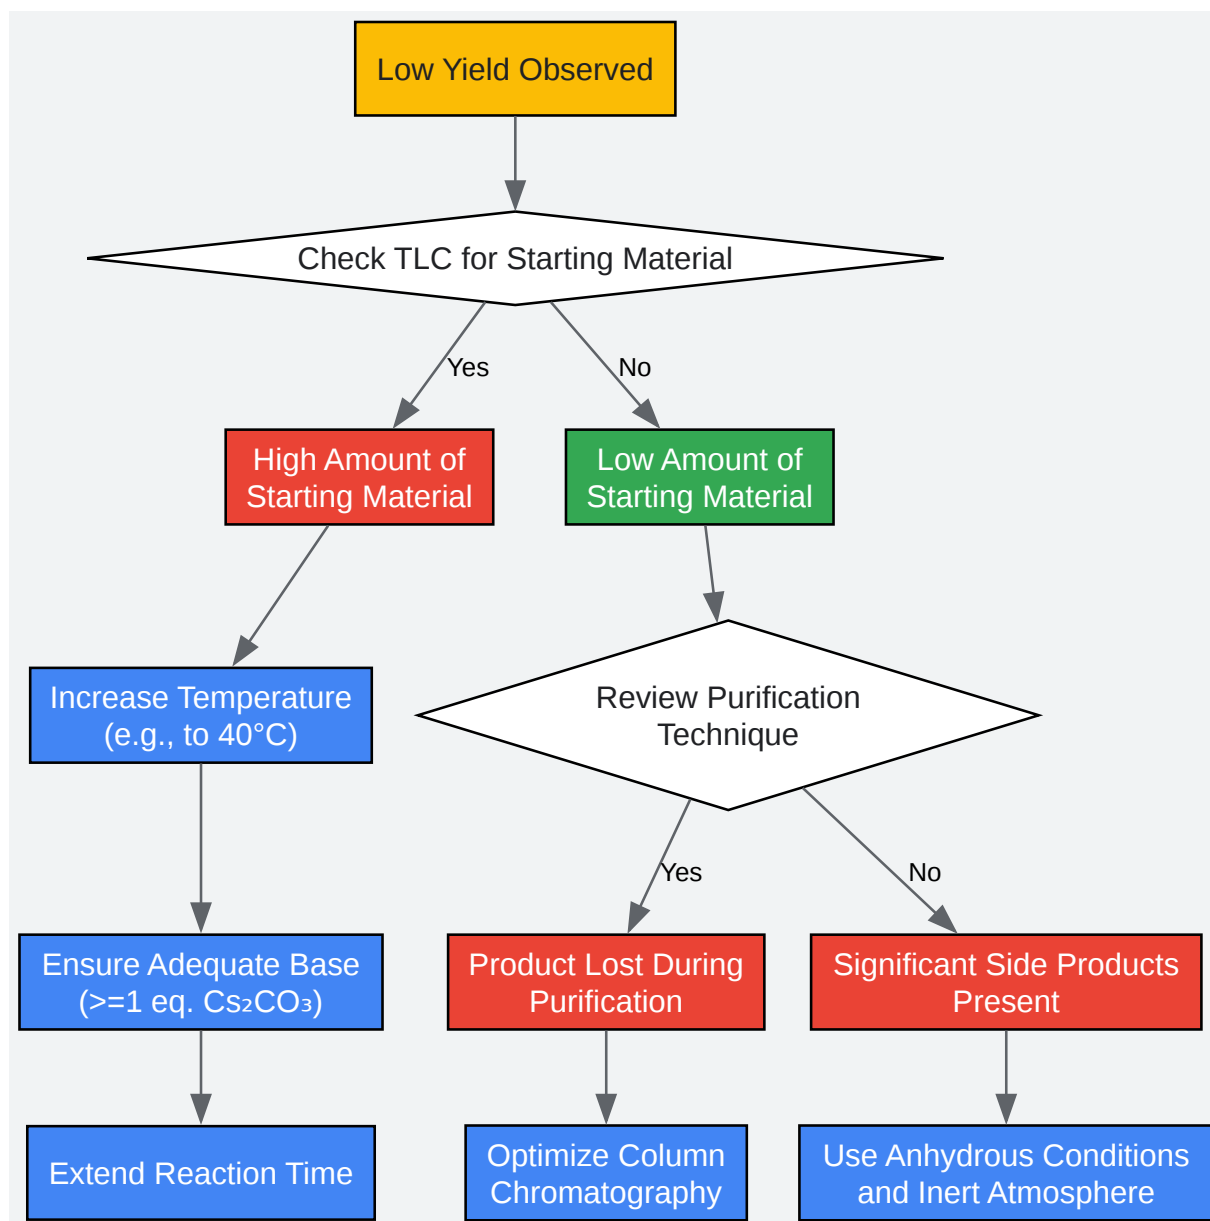 Low Yield Observed
Check TLC for Starting Material
Yes
No
High Amount of
Starting Material
Low Amount of
Starting Material
Increase Temperature
(e.g., to 40°C)
Review Purification
Technique
Yes
No
Ensure Adequate Base
(>=1 eq. Cs₂CO₃)
Product Lost During
Purification
Significant Side Products
Present
Extend Reaction Time
Optimize Column
Chromatography
Use Anhydrous Conditions
and Inert Atmosphere